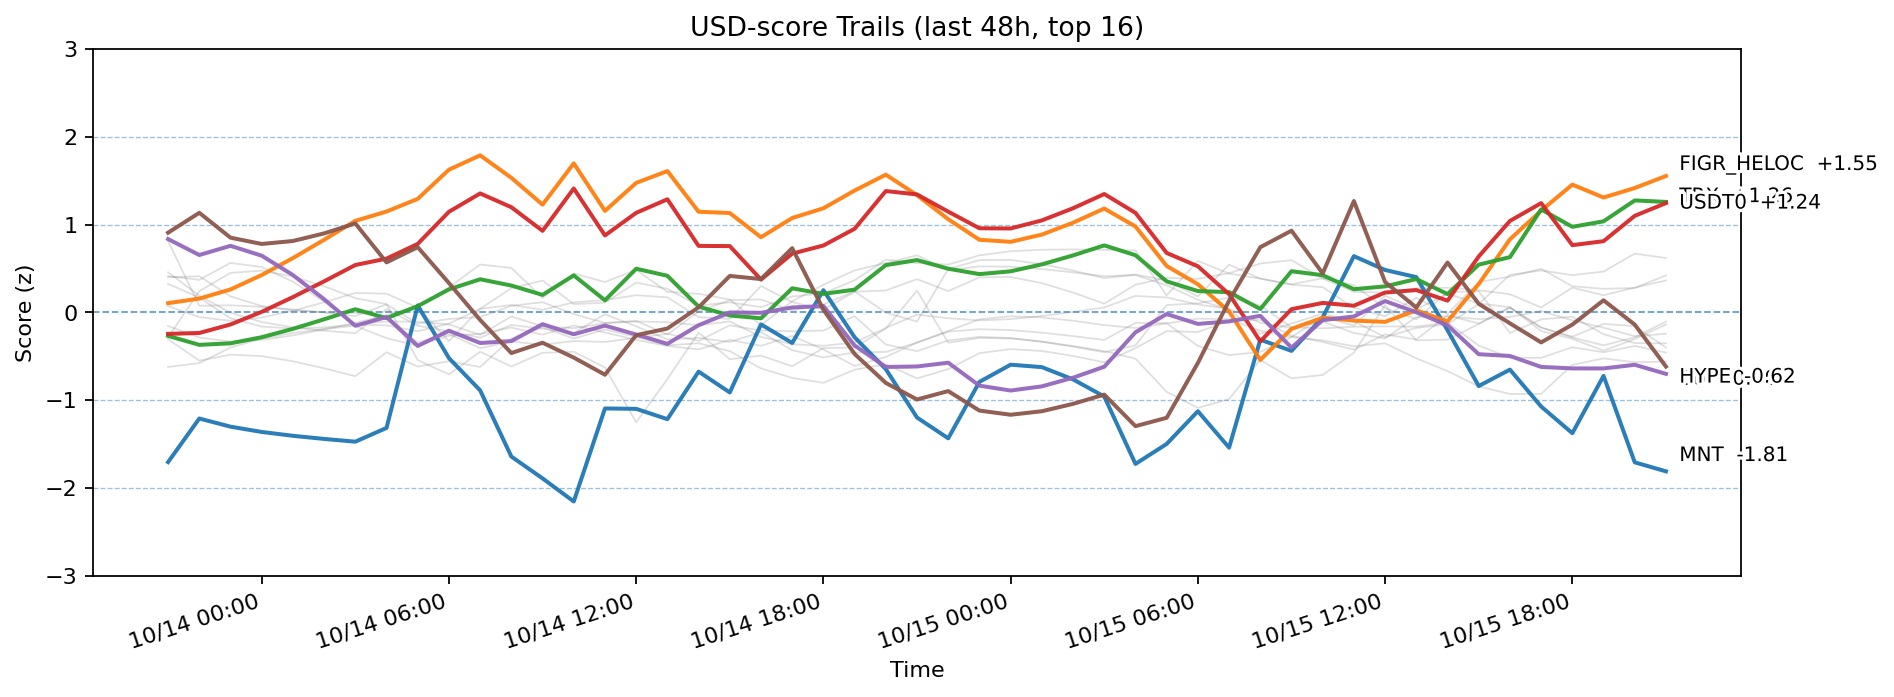 USD-score Trails (last 48h, top 16)
Score (z)
3
2
1
0
−1
−2
−3
FIGR_HELOC +1.55
USDT0 +1.24
HYPE -0.62
MNT -1.81
10/14 00:00
10/14 06:00
10/14 12:00
10/14 18:00
10/15 00:00
10/15 06:00
10/15 12:00
10/15 18:00
Time